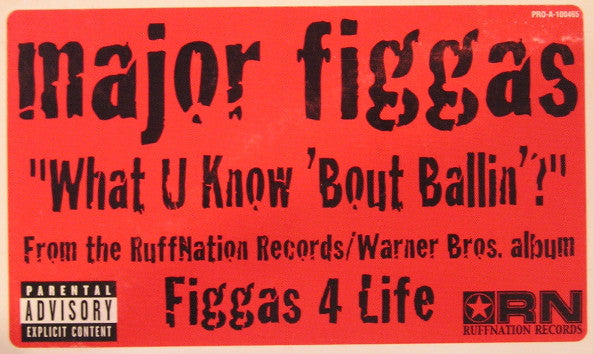 PRO-A-100465
major figgas
"What U Know 'Bout Ballin'?"
From the RuffNation Records/Warner Bros. album
Figgas 4 Life
PARENTAL
ADVISORY
EXPLICIT CONTENT
RN
RUFFNATION RECORDS